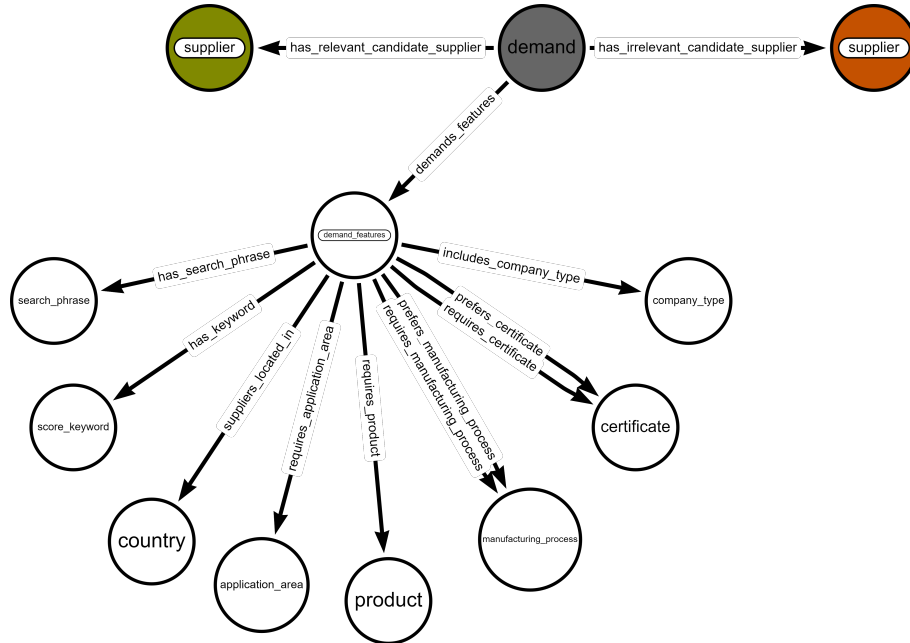 supplier
has_relevant_candidate_supplier
demand
has_irrelevant_candidate_supplier
supplier
demands_features
demand_features
has_search_phrase
includes_company_type
search_phrase
company_type
has_keyword
suppliers_located_in
requires_application_area
requires_product
prefers_manufacturing_process
requires_manufacturing_process
prefers_certificate
requires_certificate
score_keyword
certificate
country
application_area
product
manufacturing_process